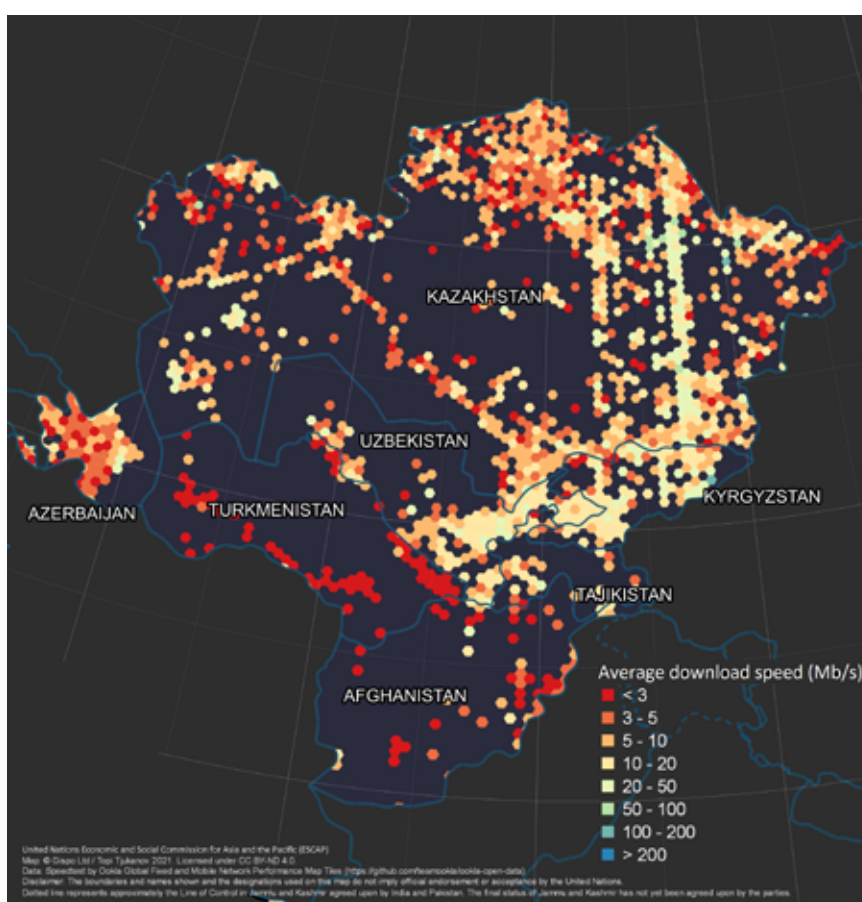 KAZAKHSTAN
UZBEKISTAN
KYRGYZSTAN
AZERBAIJAN
TURKMENISTAN
TAJIKISTAN
AFGHANISTAN
Average download speed (Mb/s)
< 3
3 - 5
5 - 10
10 - 20
20 - 50
50 - 100
100 - 200
> 200
United Nations Economic and Social Commission for Asia and the Pacific (ESCAP)
Map: © Gispo Ltd / Topi Tjukanov 2021. Licensed under CC BY-ND 4.0.
Data: Speedtest by Ookla Global Fixed and Mobile Network Performance Map Tiles (https://github.com/teamookla/ookla-open-data)
Disclaimer: The boundaries and names shown and the designations used on this map do not imply official endorsement or acceptance by the United Nations.
Dotted line represents approximately the Line of Control in Jammu and Kashmir agreed upon by India and Pakistan. The final status of Jammu and Kashmir has not yet been agreed upon by the parties.